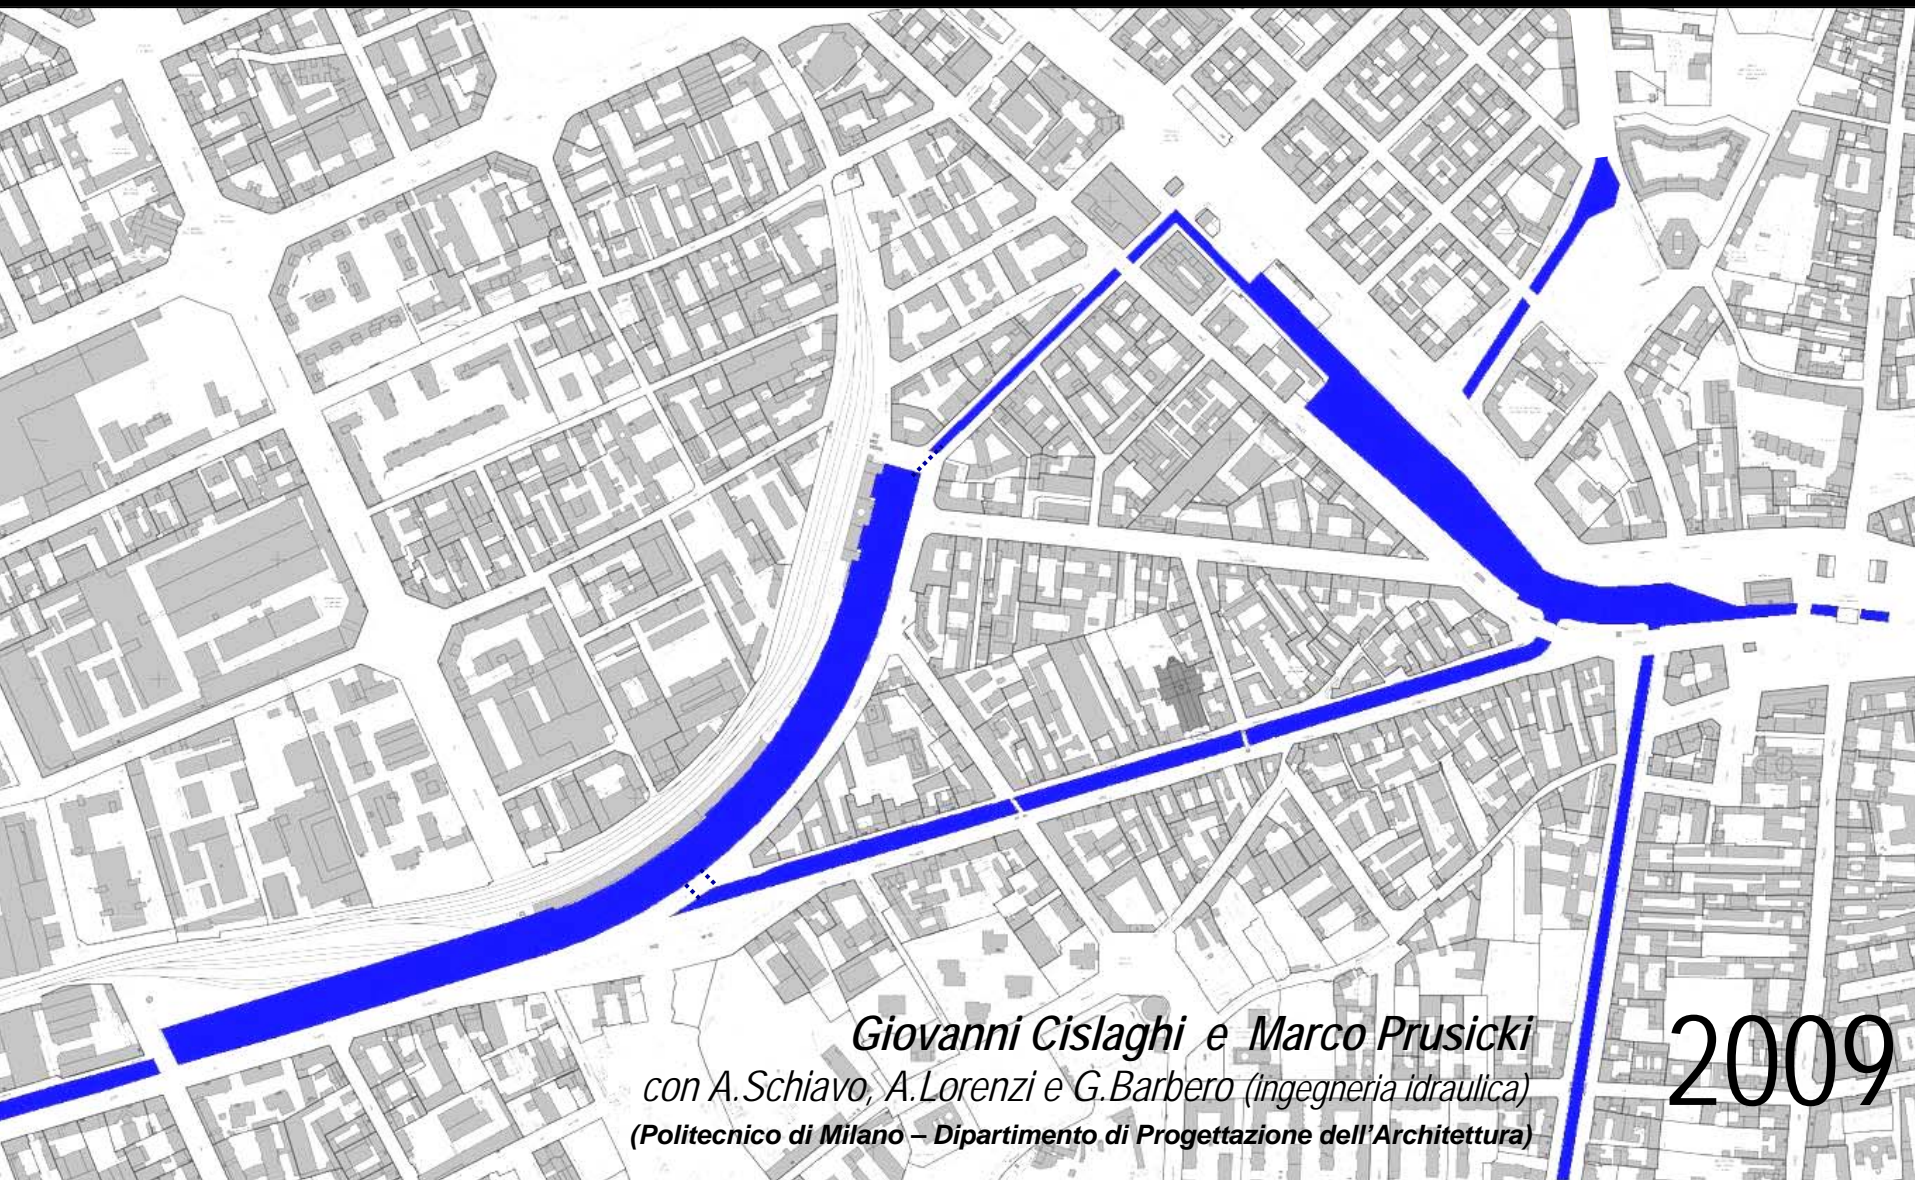 Giovanni Cislaghi e Marco Prusicki
con A.Schiavo, A.Lorenzi e G.Barbero (ingegneria idraulica)
(Politecnico di Milano – Dipartimento di Progettazione dell'Architettura)
2009